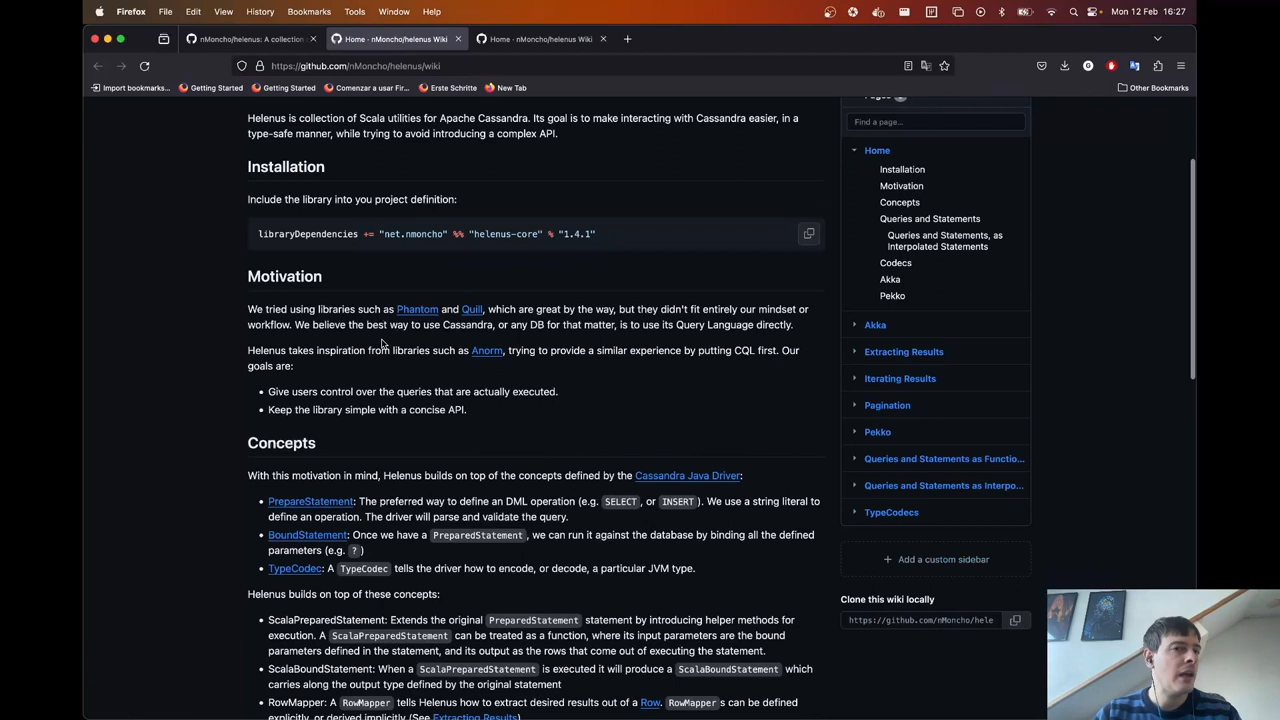 Firefox File Edit View History Bookmarks Tools Window Help Mon 12 Feb 16:27
nMoncho/helenus: A collection Home · nMoncho/helenus Wiki Home · nMoncho/helenus Wiki
https://github.com/nMoncho/helenus/wiki
Import bookmarks... Getting Started Getting Started Comenzar a usar Fir... Erste Schritte New Tab Other Bookmarks
Helenus is collection of Scala utilities for Apache Cassandra. Its goal is to make interacting with Cassandra easier, in a
type-safe manner, while trying to avoid introducing a complex API.
Installation
Include the library into you project definition:
libraryDependencies += "net.nmoncho" %% "helenus-core" % "1.4.1"
Motivation
We tried using libraries such as Phantom and Quill, which are great by the way, but they didn't fit entirely our mindset or
workflow. We believe the best way to use Cassandra, or any DB for that matter, is to use its Query Language directly.
Helenus takes inspiration from libraries such as Anorm, trying to provide a similar experience by putting CQL first. Our
goals are:
• Give users control over the queries that are actually executed.
• Keep the library simple with a concise API.
Concepts
With this motivation in mind, Helenus builds on top of the concepts defined by the Cassandra Java Driver:
• PrepareStatement: The preferred way to define an DML operation (e.g. SELECT, or INSERT). We use a string literal to
define an operation. The driver will parse and validate the query.
• BoundStatement: Once we have a PreparedStatement, we can run it against the database by binding all the defined
parameters (e.g. ?)
• TypeCodec: A TypeCodec tells the driver how to encode, or decode, a particular JVM type.
Helenus builds on top of these concepts:
• ScalaPreparedStatement: Extends the original PreparedStatement statement by introducing helper methods for
execution. A ScalaPreparedStatement can be treated as a function, where its input parameters are the bound
parameters defined in the statement, and its output as the rows that come out of executing the statement.
• ScalaBoundStatement: When a ScalaPreparedStatement is executed it will produce a ScalaBoundStatement which
carries along the output type defined by the original statement
• RowMapper: A RowMapper tells Helenus how to extract desired results out of a Row. RowMapper s can be defined
explicitly, or derived implicitly (See Extracting Results).
Find a page...
Home
Installation
Motivation
Concepts
Queries and Statements
Queries and Statements, as
Interpolated Statements
Codecs
Akka
Pekko
Akka
Extracting Results
Iterating Results
Pagination
Pekko
Queries and Statements as Functio...
Queries and Statements as Interpo...
TypeCodecs
Add a custom sidebar
Clone this wiki locally
https://github.com/nMoncho/hele